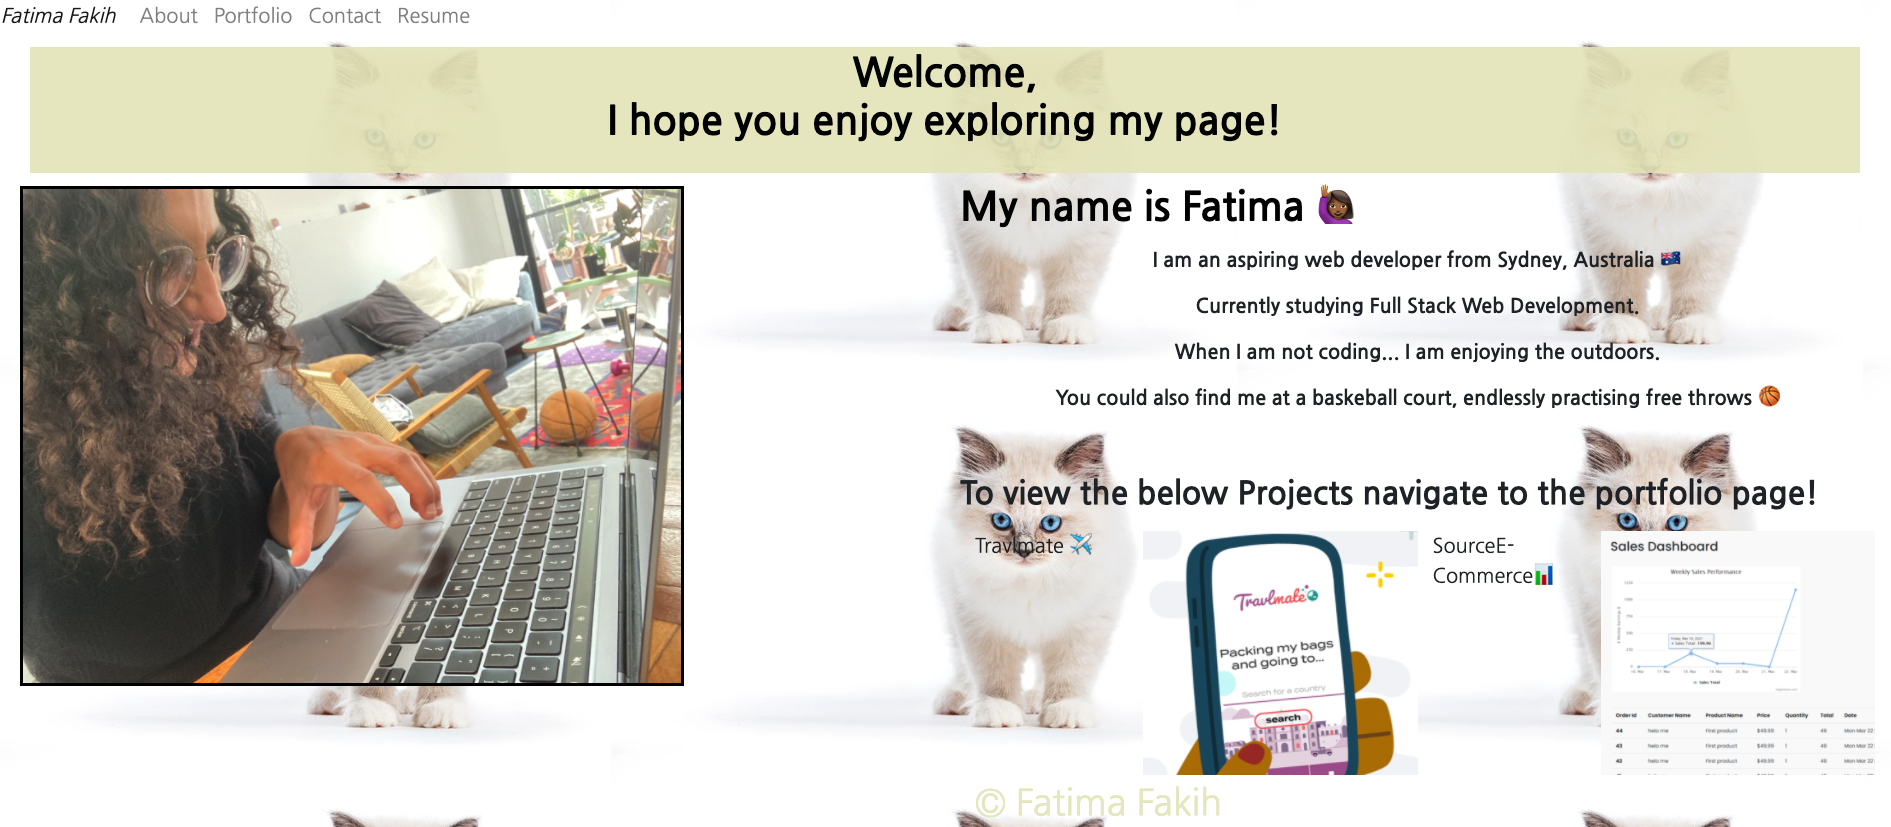 Fatima Fakih About Portfolio Contact Resume
Welcome,
I hope you enjoy exploring my page!
My name is Fatima 🙋🏾‍♀️
I am an aspiring web developer from Sydney, Australia 🇦🇺
Currently studying Full Stack Web Development.
When I am not coding... I am enjoying the outdoors.
You could also find me at a baskeball court, endlessly practising free throws 🏀
To view the below Projects navigate to the portfolio page!
Travlmate ✈️
Travlmate
Packing my bags
and going to...
Search for a country
search
SourceE-
Commerce📊
Sales Dashboard
Weekly Sales Performance
Sales Total
Order Id Customer Name Product Name Price Quantity Total Date
44 helo me First product $49.99 1 49 Mon Mar 22
43 helo me First product $49.99 1 49 Mon Mar 22
42 helo me First product $49.99 1 49 Mon Mar 22
© Fatima Fakih